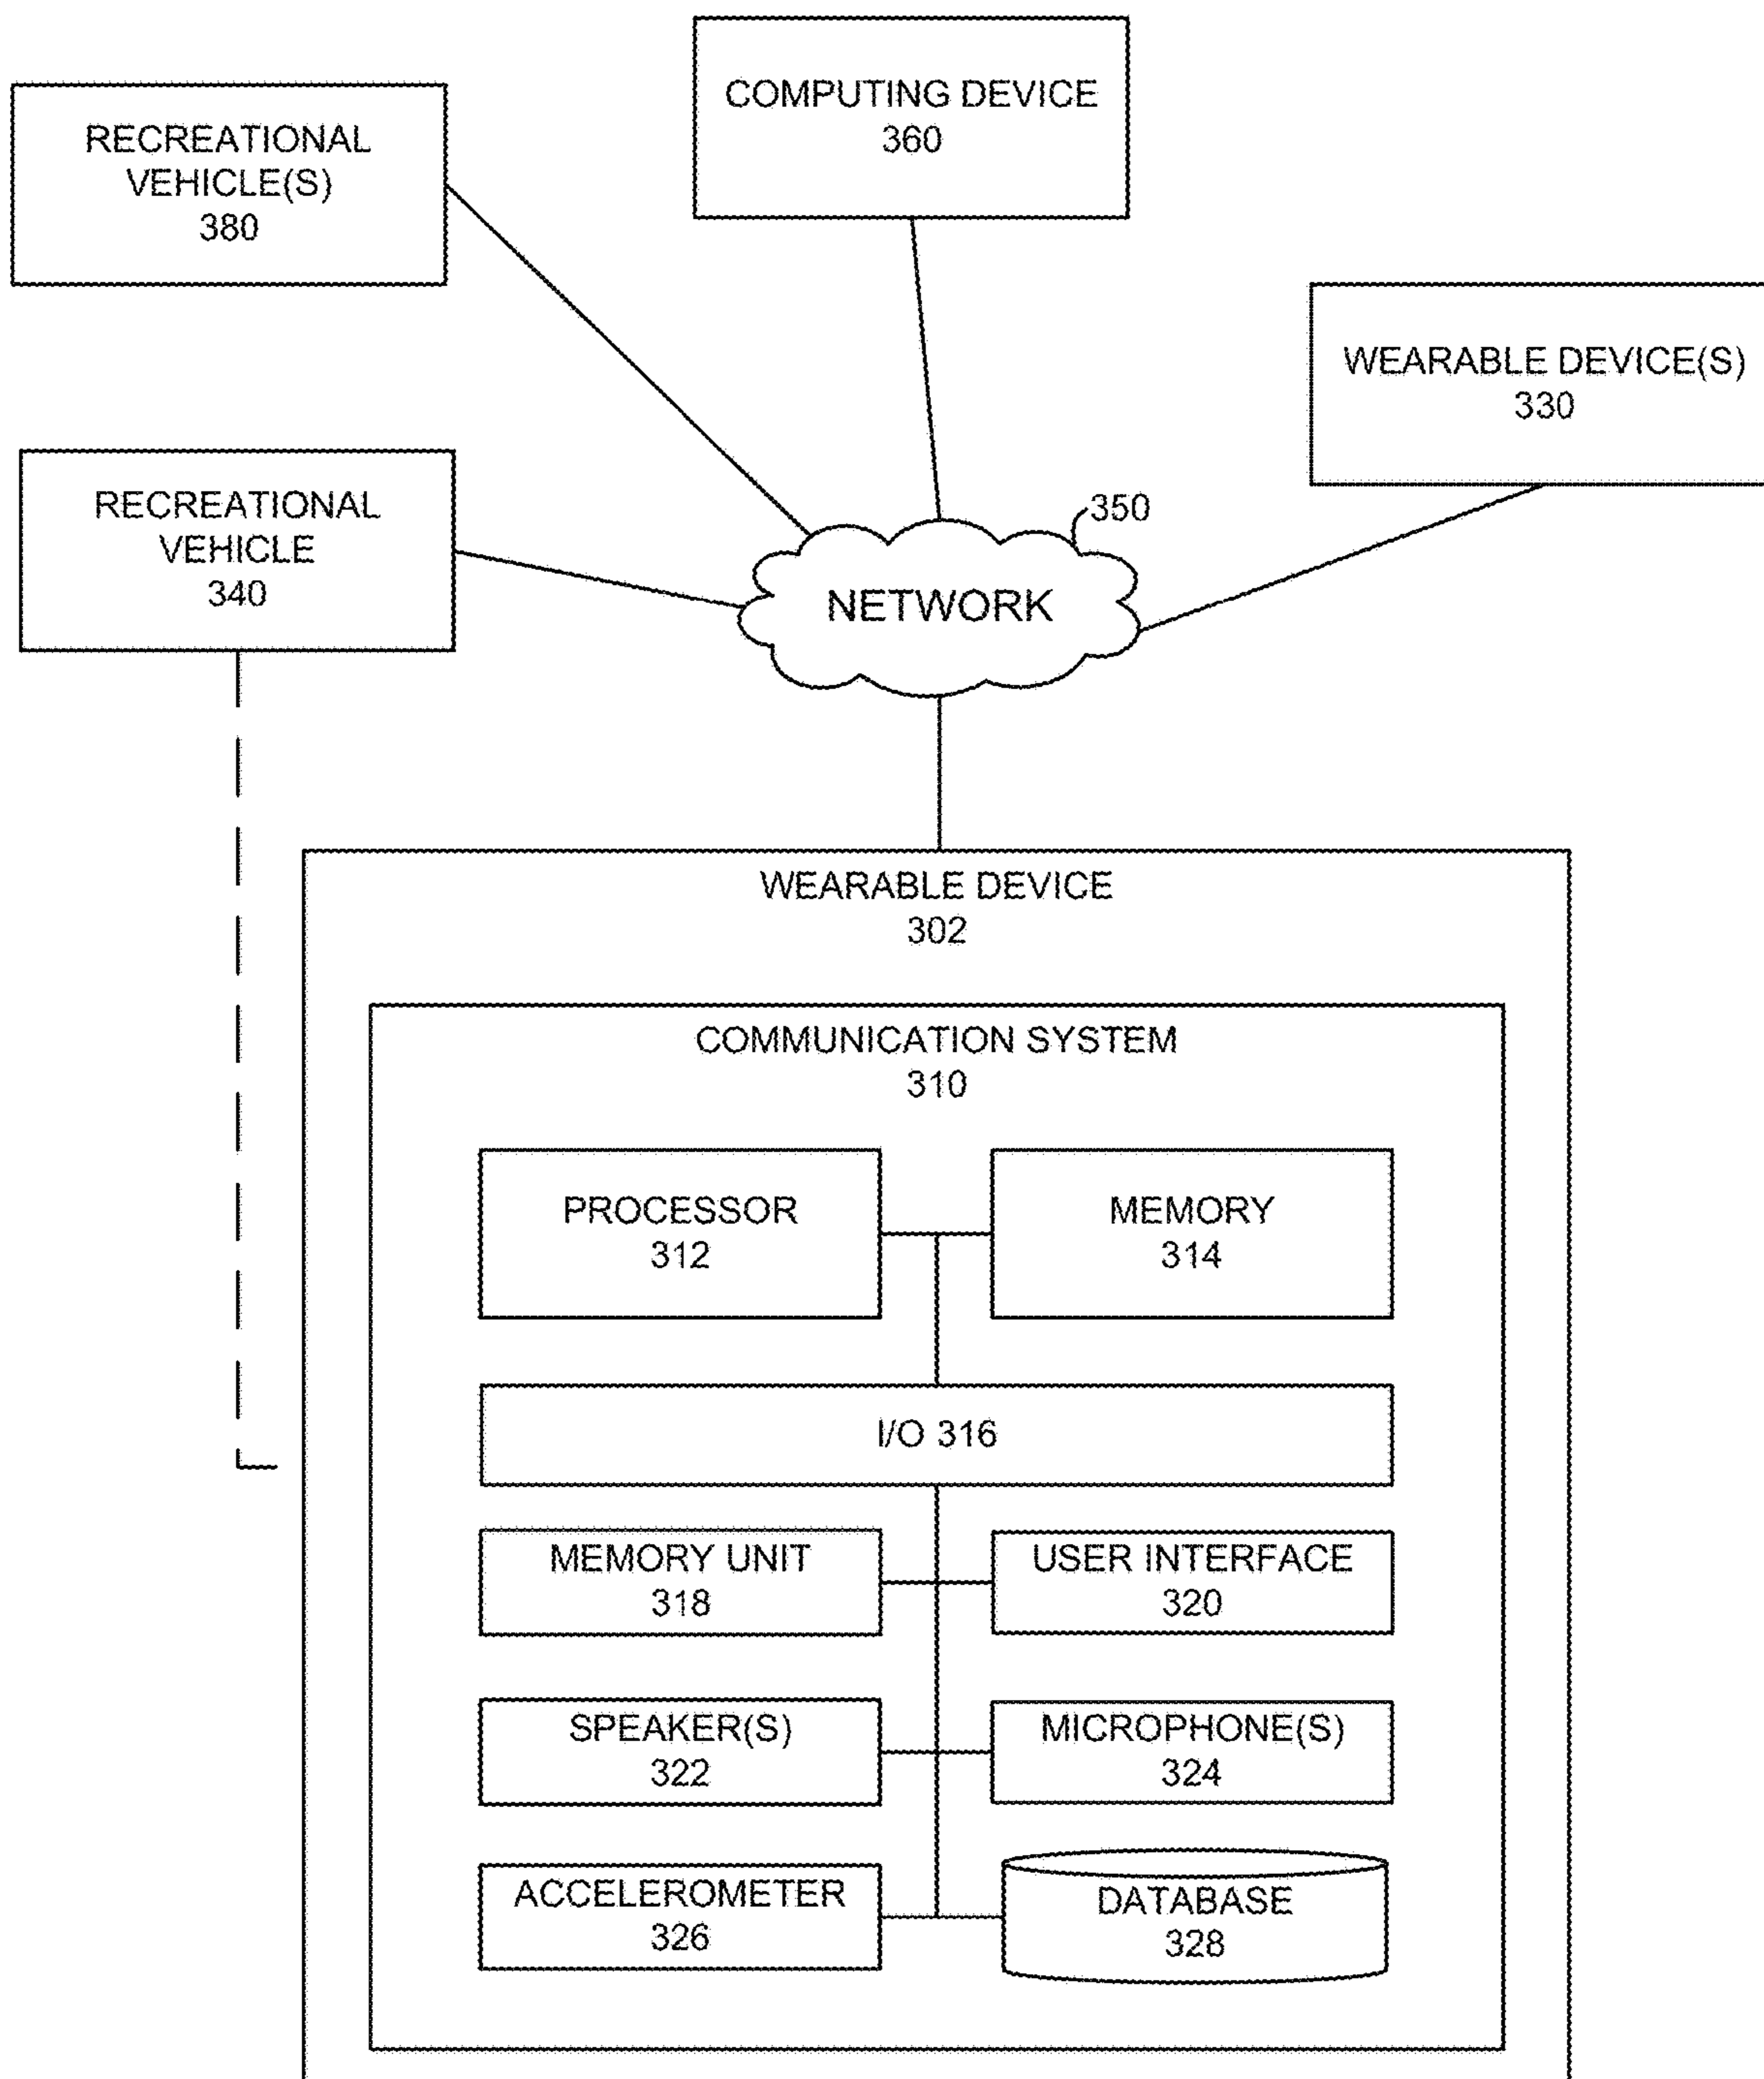 COMPUTING DEVICE
360
RECREATIONAL
VEHICLE(S)
380
WEARABLE DEVICE(S)
330
RECREATIONAL
VEHICLE
340
350
NETWORK
WEARABLE DEVICE
302
COMMUNICATION SYSTEM
310
PROCESSOR
312
MEMORY
314
I/O 316
MEMORY UNIT
318
USER INTERFACE
320
SPEAKER(S)
322
MICROPHONE(S)
324
ACCELEROMETER
326
DATABASE
328